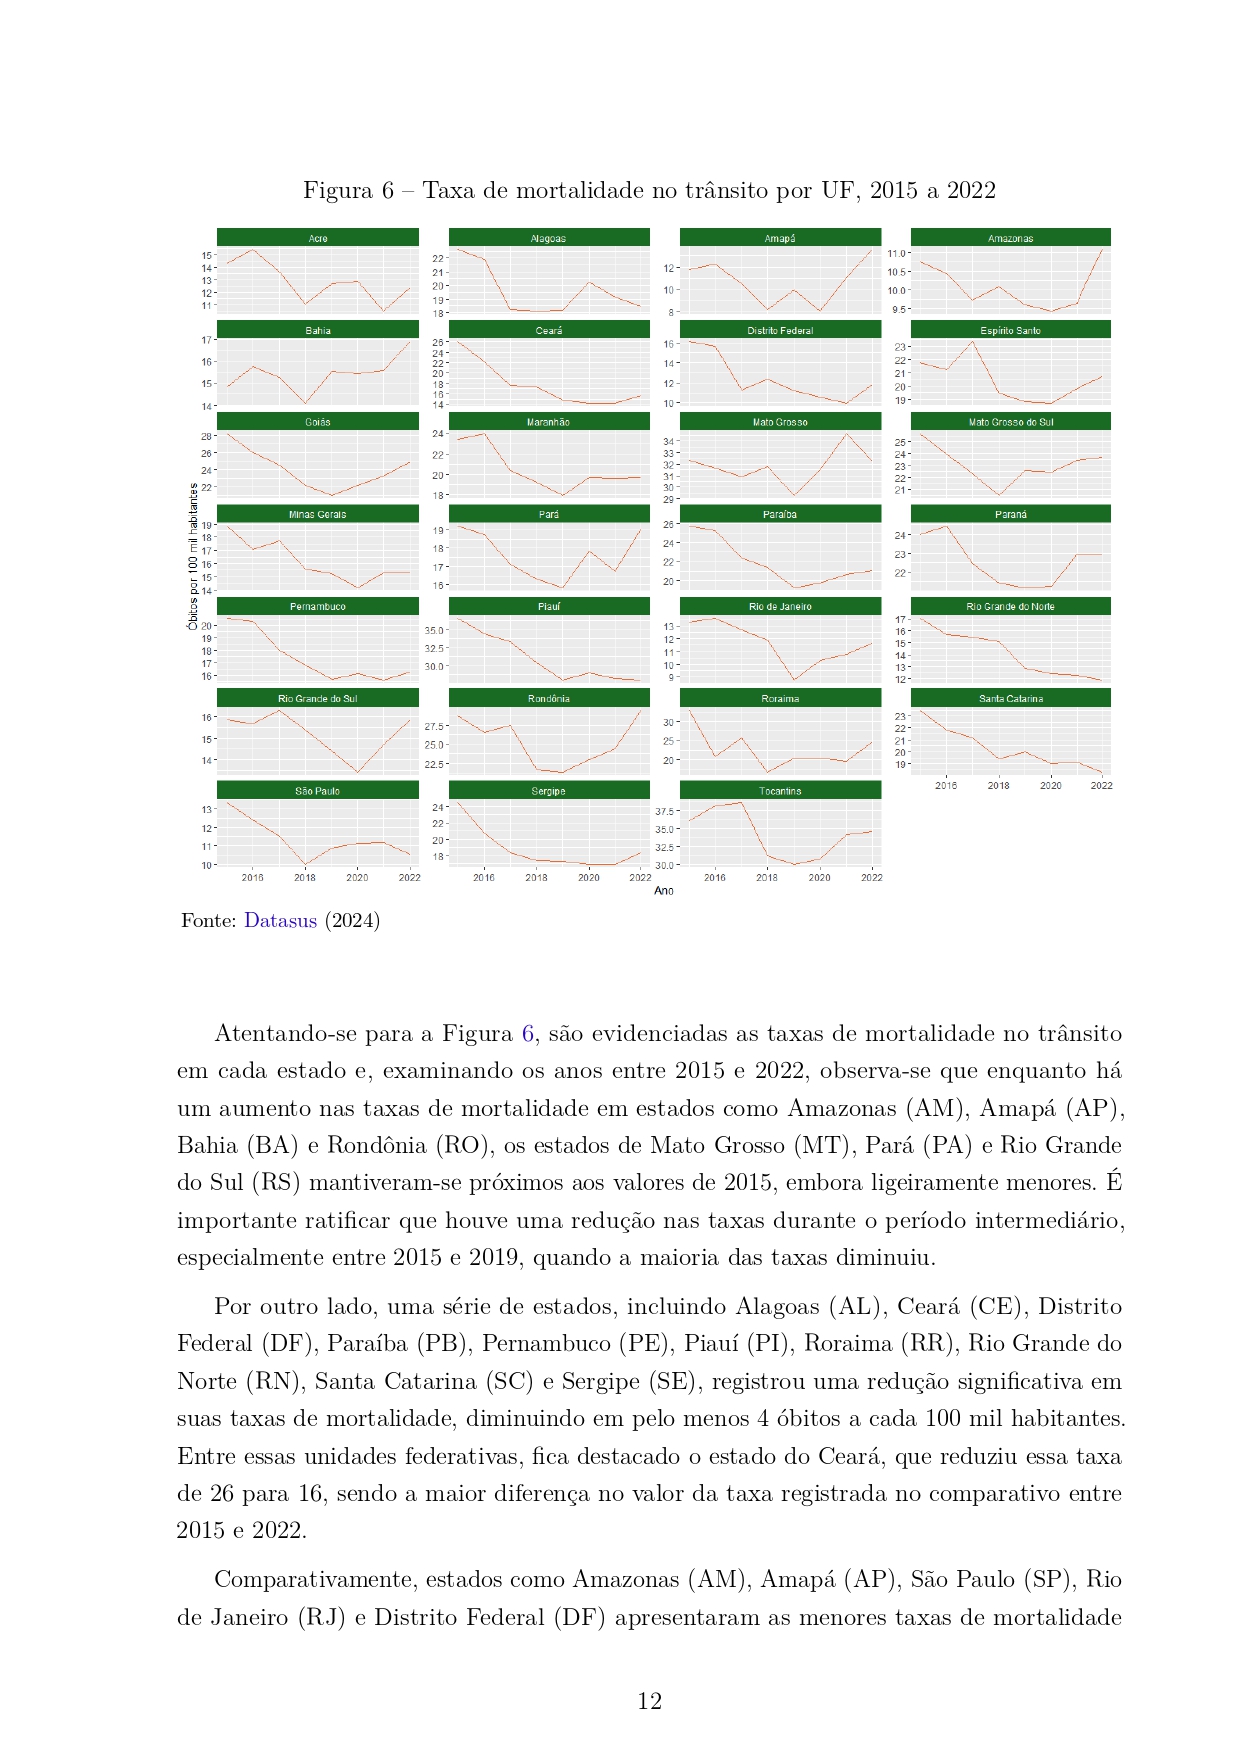 Figura 6 – Taxa de mortalidade no trânsito por UF, 2015 a 2022
Acre
Alagoas
Amapá
Amazonas
15
14
13
12
11
22
21
20
19
18
12
10
8
11.0
10.5
10.0
9.5
Bahia
Ceará
Distrito Federal
Espírito Santo
17
16
15
14
26
24
22
20
18
16
14
16
14
12
10
23
22
21
20
19
Goiás
Maranhão
Mato Grosso
Mato Grosso do Sul
28
26
24
22
24
22
20
18
34
33
32
31
30
29
25
24
23
22
21
Óbitos por 100 mil habitantes
Minas Gerais
Pará
Paraíba
Paraná
19
18
17
16
15
14
19
18
17
16
26
24
22
20
24
23
22
Pernambuco
Piauí
Rio de Janeiro
Rio Grande do Norte
20
19
18
17
16
35.0
32.5
30.0
13
12
11
10
9
17
16
15
14
13
12
Rio Grande do Sul
Rondônia
Roraima
Santa Catarina
16
15
14
27.5
25.0
22.5
30
25
20
23
22
21
20
19
2016 2018 2020 2022
São Paulo
Sergipe
Tocantins
13
12
11
10
24
22
20
18
37.5
35.0
32.5
30.0
2016 2018 2020 2022
2016 2018 2020 2022
2016 2018 2020 2022
Ano
Fonte: Datasus (2024)
Atentando-se para a Figura 6, são evidenciadas as taxas de mortalidade no trânsito
em cada estado e, examinando os anos entre 2015 e 2022, observa-se que enquanto há
um aumento nas taxas de mortalidade em estados como Amazonas (AM), Amapá (AP),
Bahia (BA) e Rondônia (RO), os estados de Mato Grosso (MT), Pará (PA) e Rio Grande
do Sul (RS) mantiveram-se próximos aos valores de 2015, embora ligeiramente menores. É
importante ratificar que houve uma redução nas taxas durante o período intermediário,
especialmente entre 2015 e 2019, quando a maioria das taxas diminuiu.
Por outro lado, uma série de estados, incluindo Alagoas (AL), Ceará (CE), Distrito
Federal (DF), Paraíba (PB), Pernambuco (PE), Piauí (PI), Roraima (RR), Rio Grande do
Norte (RN), Santa Catarina (SC) e Sergipe (SE), registrou uma redução significativa em
suas taxas de mortalidade, diminuindo em pelo menos 4 óbitos a cada 100 mil habitantes.
Entre essas unidades federativas, fica destacado o estado do Ceará, que reduziu essa taxa
de 26 para 16, sendo a maior diferença no valor da taxa registrada no comparativo entre
2015 e 2022.
Comparativamente, estados como Amazonas (AM), Amapá (AP), São Paulo (SP), Rio
de Janeiro (RJ) e Distrito Federal (DF) apresentaram as menores taxas de mortalidade
12